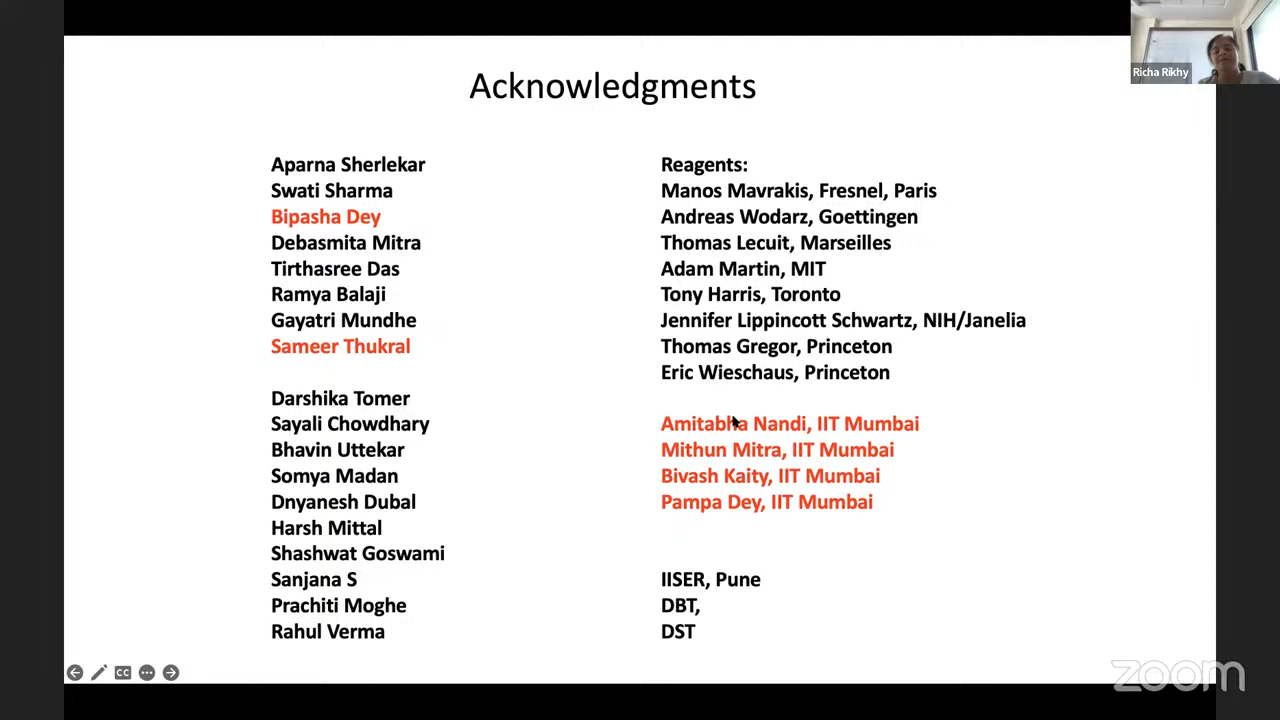 Richa Rikhy
Acknowledgments
Aparna Sherlekar
Swati Sharma
Bipasha Dey
Debasmita Mitra
Tirthasree Das
Ramya Balaji
Gayatri Mundhe
Sameer Thukral
Darshika Tomer
Sayali Chowdhary
Bhavin Uttekar
Somya Madan
Dnyanesh Dubal
Harsh Mittal
Shashwat Goswami
Sanjana S
Prachiti Moghe
Rahul Verma
Reagents:
Manos Mavrakis, Fresnel, Paris
Andreas Wodarz, Goettingen
Thomas Lecuit, Marseilles
Adam Martin, MIT
Tony Harris, Toronto
Jennifer Lippincott Schwartz, NIH/Janelia
Thomas Gregor, Princeton
Eric Wieschaus, Princeton
Amitabha Nandi, IIT Mumbai
Mithun Mitra, IIT Mumbai
Bivash Kaity, IIT Mumbai
Pampa Dey, IIT Mumbai
IISER, Pune
DBT,
DST
CC
zoom